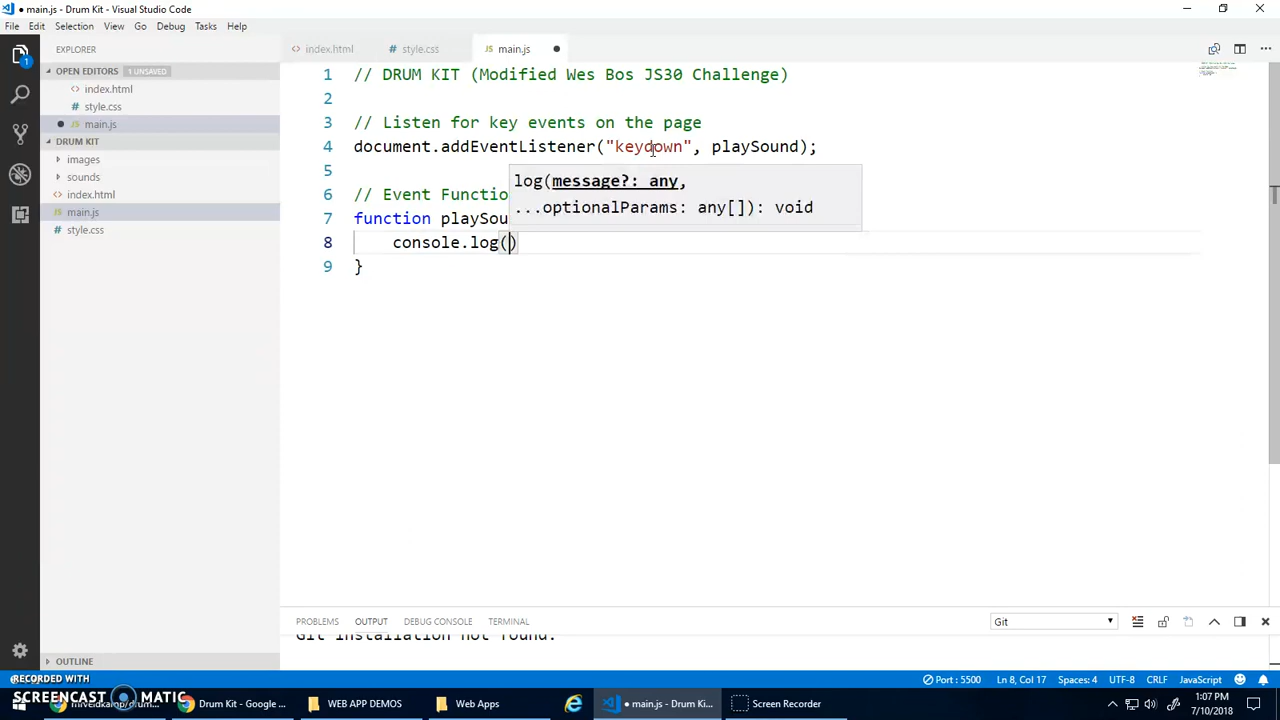 ● main.js - Drum Kit - Visual Studio Code
File Edit Selection View Go Debug Tasks Help
EXPLORER
OPEN EDITORS 1 UNSAVED
index.html
style.css
main.js
DRUM KIT
images
sounds
index.html
main.js
style.css
OUTLINE
index.html style.css main.js
1 // DRUM KIT (Modified Wes Bos JS30 Challenge)
2
3 // Listen for key events on the page
4 document.addEventListener("keydown", playSound);
5
6 // Event Functio
7 function playSou
8 console.log()
9 }
log(message?: any,
...optionalParams: any[]): void
PROBLEMS OUTPUT DEBUG CONSOLE TERMINAL
Git
Git installation not found.
Port : 5500 Ln 8, Col 17 Spaces: 4 UTF-8 CRLF JavaScript
RECORDED WITH
SCREENCAST MATIC
Drum Kit - Google ...
WEB APP DEMOS
Web Apps
● main.js - Drum Ki...
Screen Recorder
1:07 PM
7/10/2018